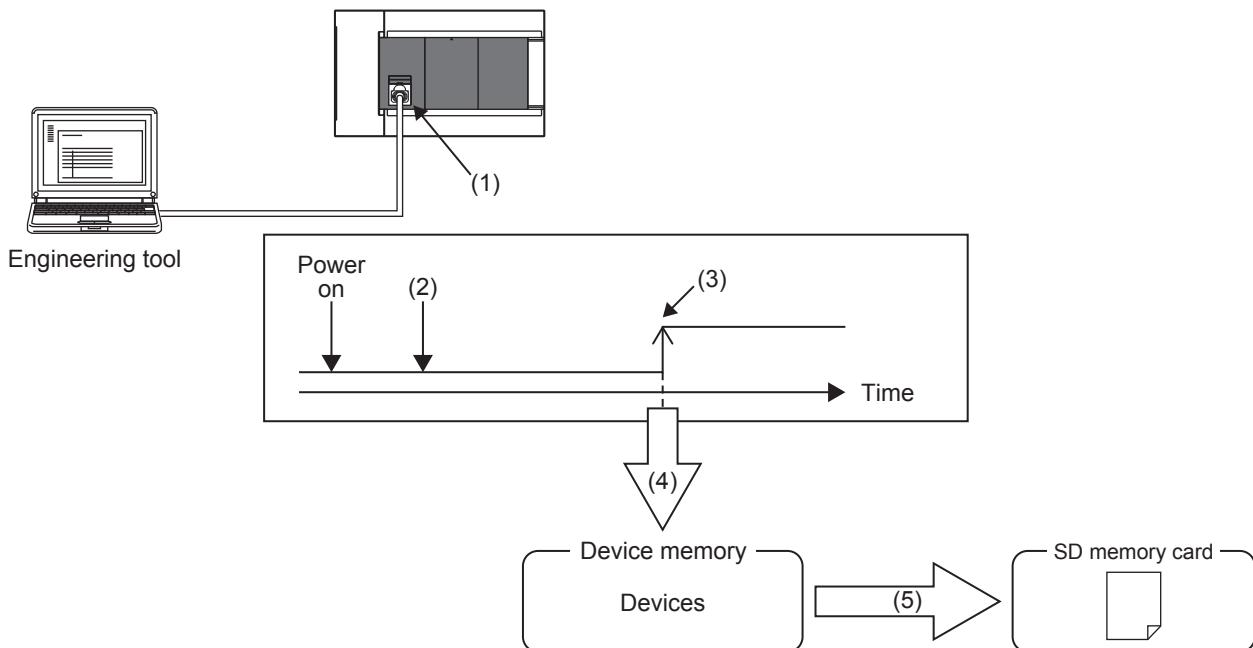 (1)
Engineering tool
Power
on
(2)
(3)
Time
(4)
Device memory
Devices
(5)
SD memory card